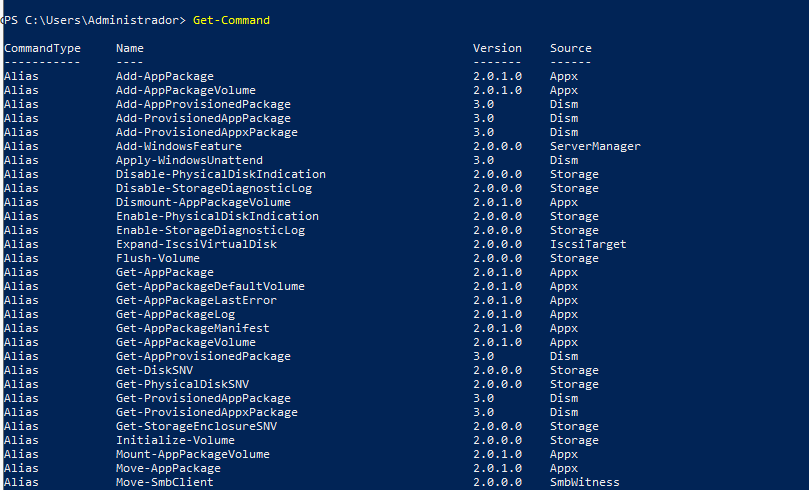 PS C:\Users\Administrador> Get-Command
CommandType Name Version Source
----------- ---- ------- ------
Alias Add-AppPackage 2.0.1.0 Appx
Alias Add-AppPackageVolume 2.0.1.0 Appx
Alias Add-AppProvisionedPackage 3.0 Dism
Alias Add-ProvisionedAppPackage 3.0 Dism
Alias Add-ProvisionedAppxPackage 3.0 Dism
Alias Add-WindowsFeature 2.0.0.0 ServerManager
Alias Apply-WindowsUnattend 3.0 Dism
Alias Disable-PhysicalDiskIndication 2.0.0.0 Storage
Alias Disable-StorageDiagnosticLog 2.0.0.0 Storage
Alias Dismount-AppPackageVolume 2.0.1.0 Appx
Alias Enable-PhysicalDiskIndication 2.0.0.0 Storage
Alias Enable-StorageDiagnosticLog 2.0.0.0 Storage
Alias Expand-IscsiVirtualDisk 2.0.0.0 IscsiTarget
Alias Flush-Volume 2.0.0.0 Storage
Alias Get-AppPackage 2.0.1.0 Appx
Alias Get-AppPackageDefaultVolume 2.0.1.0 Appx
Alias Get-AppPackageLastError 2.0.1.0 Appx
Alias Get-AppPackageLog 2.0.1.0 Appx
Alias Get-AppPackageManifest 2.0.1.0 Appx
Alias Get-AppPackageVolume 2.0.1.0 Appx
Alias Get-AppProvisionedPackage 3.0 Dism
Alias Get-DiskSNV 2.0.0.0 Storage
Alias Get-PhysicalDiskSNV 2.0.0.0 Storage
Alias Get-ProvisionedAppPackage 3.0 Dism
Alias Get-ProvisionedAppxPackage 3.0 Dism
Alias Get-StorageEnclosureSNV 2.0.0.0 Storage
Alias Initialize-Volume 2.0.0.0 Storage
Alias Mount-AppPackageVolume 2.0.1.0 Appx
Alias Move-AppPackage 2.0.1.0 Appx
Alias Move-SmbClient 2.0.0.0 SmbWitness